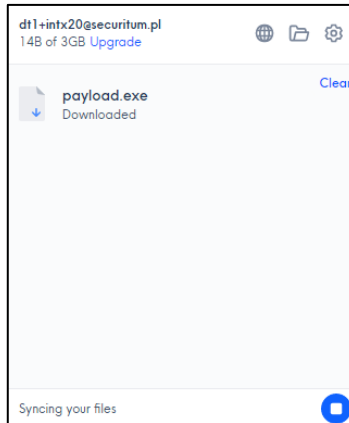 dt1+intx20@securitum.pl
14B of 3GB Upgrade
Clear
payload.exe
Downloaded
Syncing your files